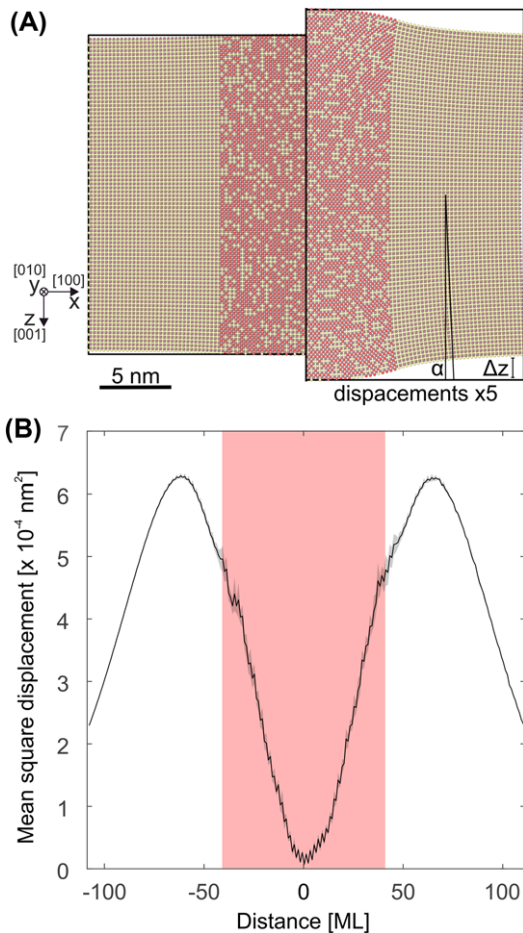 (A)
[010]
y
[100]
x
z
[001]
5 nm
α
Δz
dispacements x5
(B)
Mean square displacement [x 10⁻⁴ nm²]
7
6
5
4
3
2
1
0
-100
-50
0
50
100
Distance [ML]